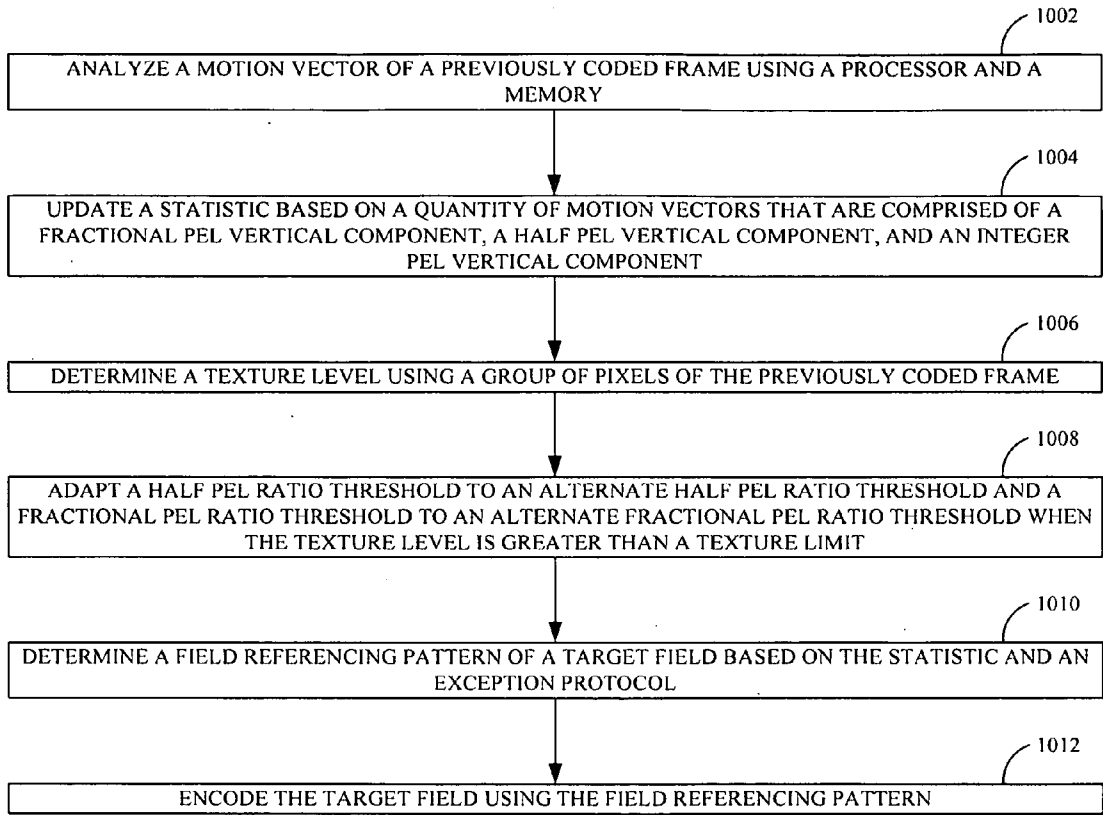 1002
ANALYZE A MOTION VECTOR OF A PREVIOUSLY CODED FRAME USING A PROCESSOR AND A
MEMORY
1004
UPDATE A STATISTIC BASED ON A QUANTITY OF MOTION VECTORS THAT ARE COMPRISED OF A
FRACTIONAL PEL VERTICAL COMPONENT, A HALF PEL VERTICAL COMPONENT, AND AN INTEGER
PEL VERTICAL COMPONENT
1006
DETERMINE A TEXTURE LEVEL USING A GROUP OF PIXELS OF THE PREVIOUSLY CODED FRAME
1008
ADAPT A HALF PEL RATIO THRESHOLD TO AN ALTERNATE HALF PEL RATIO THRESHOLD AND A
FRACTIONAL PEL RATIO THRESHOLD TO AN ALTERNATE FRACTIONAL PEL RATIO THRESHOLD WHEN
THE TEXTURE LEVEL IS GREATER THAN A TEXTURE LIMIT
1010
DETERMINE A FIELD REFERENCING PATTERN OF A TARGET FIELD BASED ON THE STATISTIC AND AN
EXCEPTION PROTOCOL
1012
ENCODE THE TARGET FIELD USING THE FIELD REFERENCING PATTERN